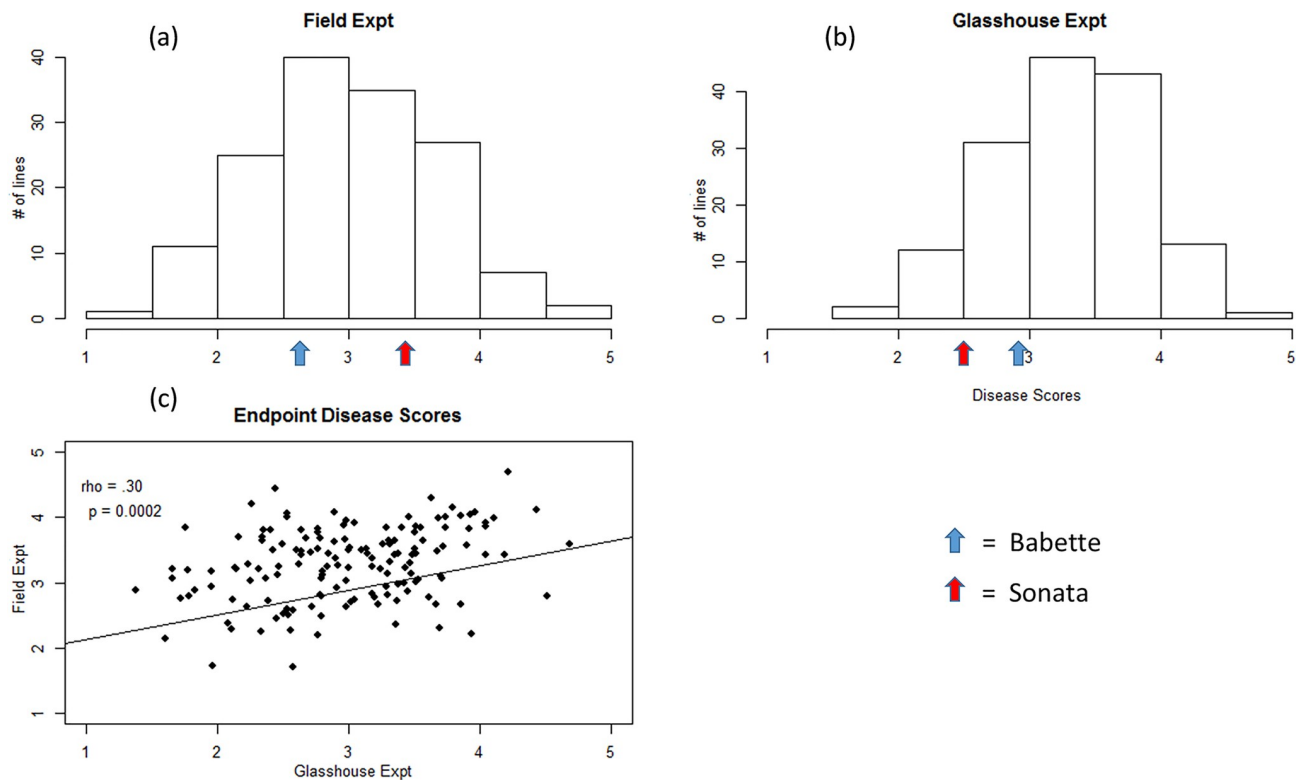 (a)
Field Expt
# of lines
0
10
20
30
40
1
2
3
4
5
(b)
Glasshouse Expt
# of lines
0
10
20
30
40
1
2
3
4
5
Disease Scores
(c)
Endpoint Disease Scores
rho = .30
p = 0.0002
Field Expt
1
2
3
4
5
1
2
3
4
5
Glasshouse Expt
= Babette
= Sonata